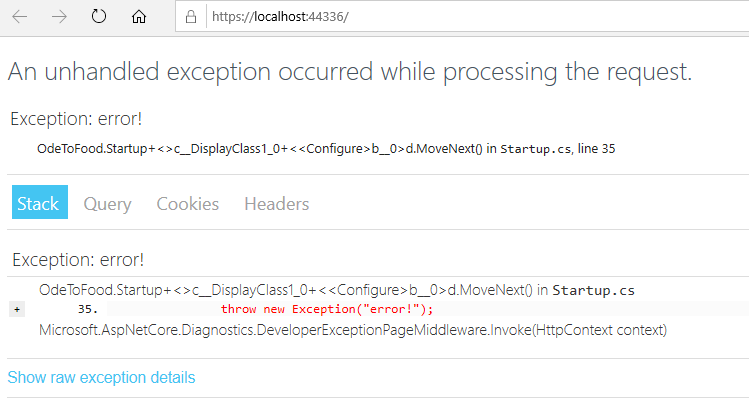 https://localhost:44336/
An unhandled exception occurred while processing the request.
Exception: error!
OdeToFood.Startup+<>c__DisplayClass1_0+<<Configure>b__0>d.MoveNext() in Startup.cs, line 35
Stack Query Cookies Headers
Exception: error!
OdeToFood.Startup+<>c__DisplayClass1_0+<<Configure>b__0>d.MoveNext() in Startup.cs
+ 35. throw new Exception("error!");
Microsoft.AspNetCore.Diagnostics.DeveloperExceptionPageMiddleware.Invoke(HttpContext context)
Show raw exception details